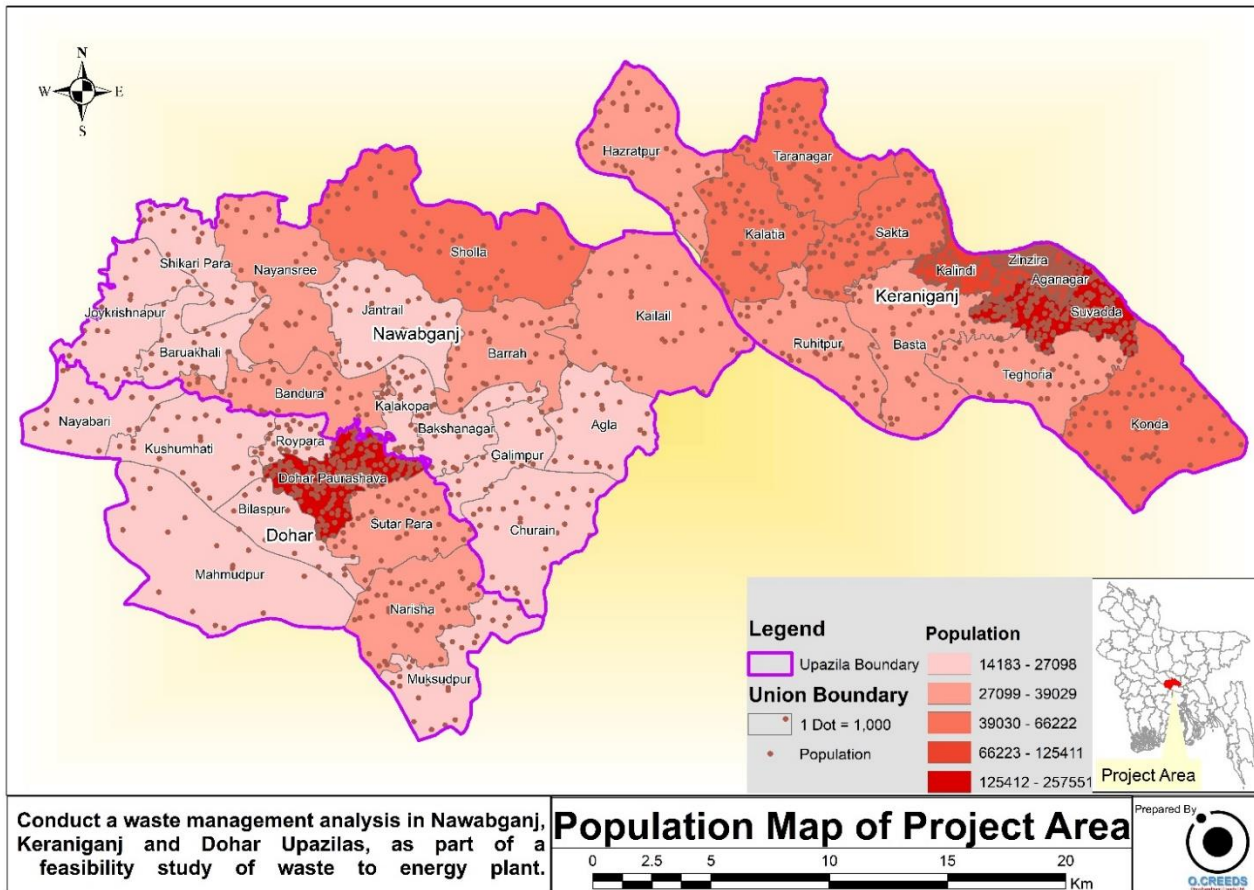 N
W E
S
Hazratpur
Taranagar
Kalatia
Sakta
Sholla
Shikari Para
Nayansree
Kalindi
Zinzira
Aganagar
Keraniganj
Suvadda
Joykrishnapur
Jantrail
Nawabganj
Kailail
Baruakhali
Barrah
Ruhitpur
Basta
Teghoria
Bandura
Kalakopa
Nayabari
Bakshanagar
Agla
Konda
Kushumhati
Roypara
Galimpur
Dohar Paurashava
Bilaspur
Sutar Para
Churain
Dohar
Mahmudpur
Narisha
Muksudpur
Legend
Upazila Boundary
Union Boundary
1 Dot = 1,000
Population
Population
14183 - 27098
27099 - 39029
39030 - 66222
66223 - 125411
125412 - 257551
Project Area
Conduct a waste management analysis in Nawabganj,
Keraniganj and Dohar Upazilas, as part of a
feasibility study of waste to energy plant.
Population Map of Project Area
0 2.5 5 10 15 20
Km
Prepared By
O.CREEDS